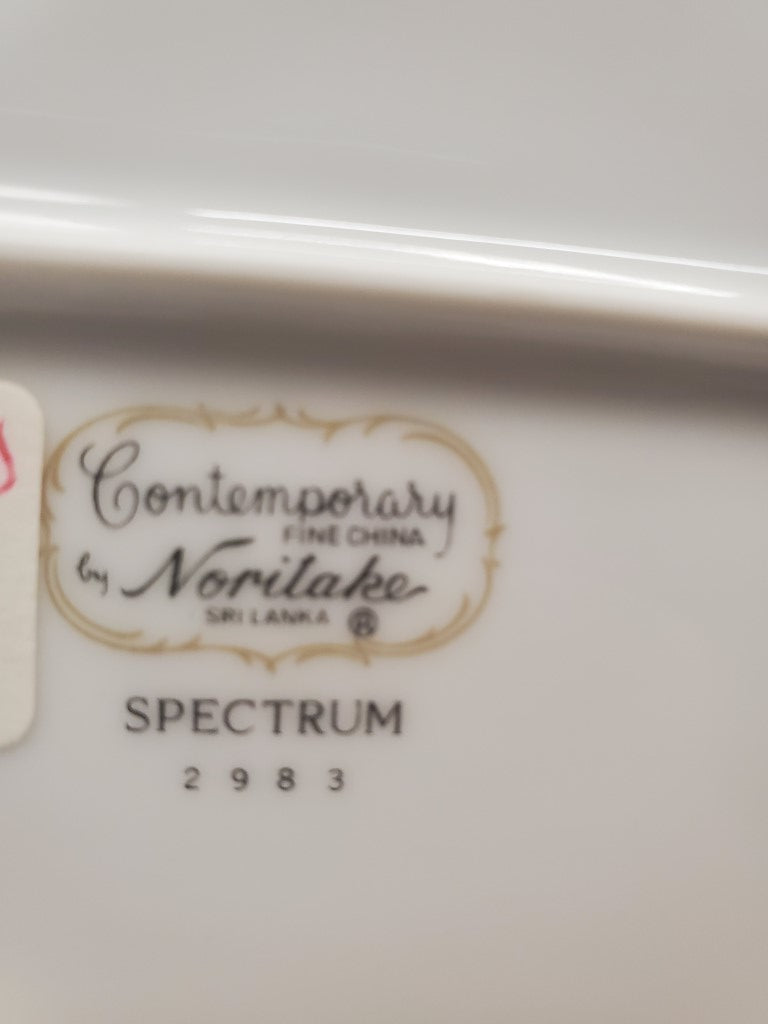 Contemporary
FINE CHINA
by Noritake
SRI LANKA ®
SPECTRUM
2983